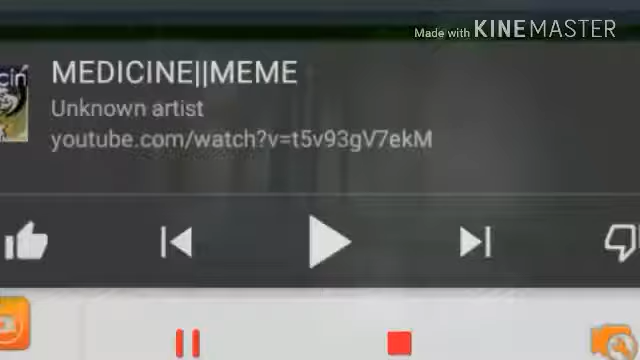 Made with KINEMASTER
MEDICINE||MEME
Unknown artist
youtube.com/watch?v=t5v93gV7ekM